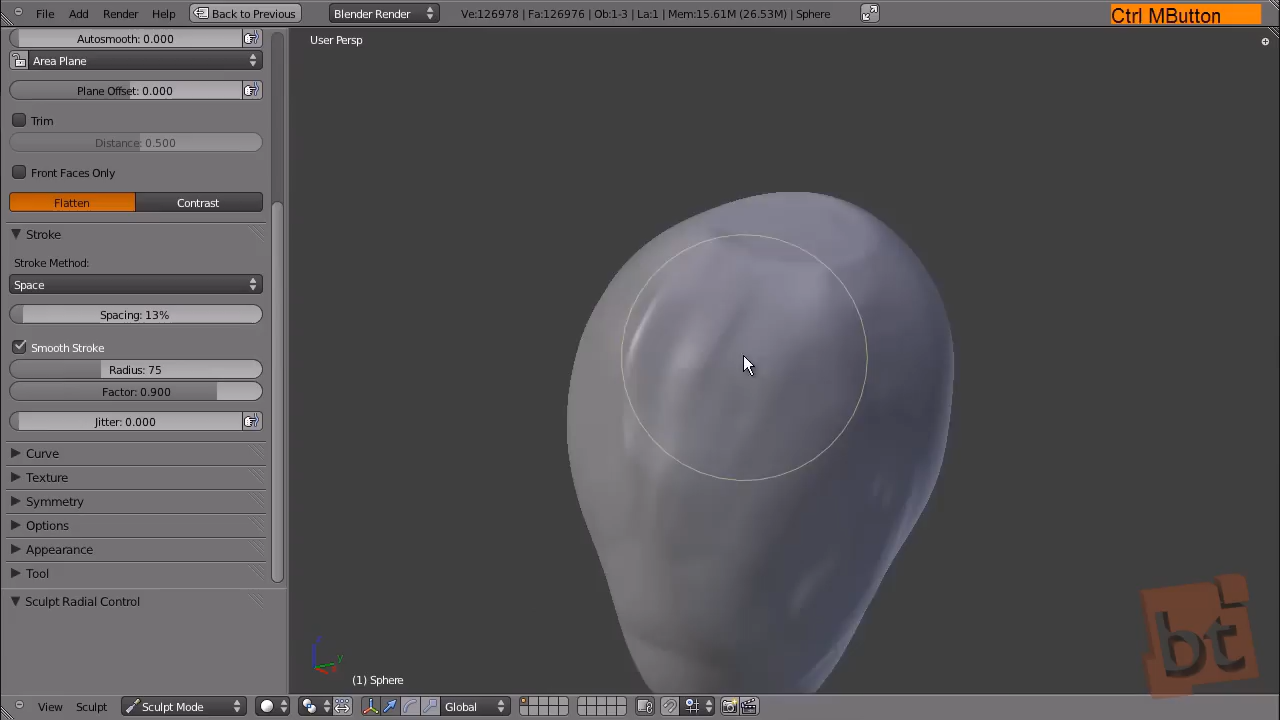 File Add Render Help Back to Previous Blender Render Ve:126978 | Fa:126976 | Ob:1-3 | La:1 | Mem:15.61M (26.53M) | Sphere Ctrl MButton
Autosmooth: 0.000
User Persp
Area Plane
Plane Offset: 0.000
Trim
Distance: 0.500
Front Faces Only
Flatten Contrast
Stroke
Stroke Method:
Space
Spacing: 13%
Smooth Stroke
Radius: 75
Factor: 0.900
Jitter: 0.000
Curve
Texture
Symmetry
Options
Appearance
Tool
Sculpt Radial Control
y
bt
(1) Sphere
View Sculpt Sculpt Mode Global